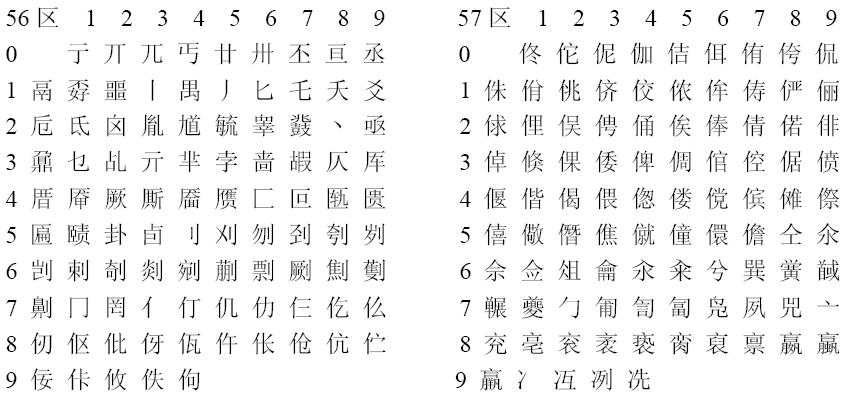 56区 1 2 3 4 5 6 7 8 9
0 亍 丌 兀 丐 廿 卅 丕 亘 丞
1 鬲 孬 噩 丨 禺 丿 匕 乇 夭 爻
2 卮 氐 囟 胤 馗 毓 睾 鼗 丶 亟
3 鼐 乜 乩 亓 芈 孛 啬 嘏 仄 厍
4 厝 厣 厥 厮 靥 赝 匚 叵 匦 匮
5 匾 赜 卦 卣 刂 刈 刎 刭 刳 刿
6 剀 剌 剞 剡 剜 蒯 剽 劂 劁 劐
7 劓 冂 罔 亻 仃 仉 仂 仨 仡 仫
8 仞 伛 仳 伢 佤 仵 伥 伧 伉 伫
9 佞 佧 攸 佚 佝
57区 1 2 3 4 5 6 7 8 9
0 佟 佗 伲 伽 佶 佴 侑 侉 侃
1 侏 佾 佻 侪 佼 侬 侔 俦 俨 俪
2 俅 俚 俣 俜 俑 俟 俸 倩 偌 俳
3 倬 倏 倮 倭 俾 倜 倌 倥 倨 偾
4 偃 偕 偈 偎 偬 偻 傥 傧 傩 傺
5 僖 儆 僭 僬 僦 僮 儇 儋 仝 氽
6 佘 佥 俎 龠 汆 籴 兮 巽 黉 馘
7 冁 夔 勹 匍 訇 匐 凫 夙 兕 亠
8 兖 亳 衮 袤 亵 脔 裒 禀 嬴 蠃
9 羸 冫 冱 冽 冼